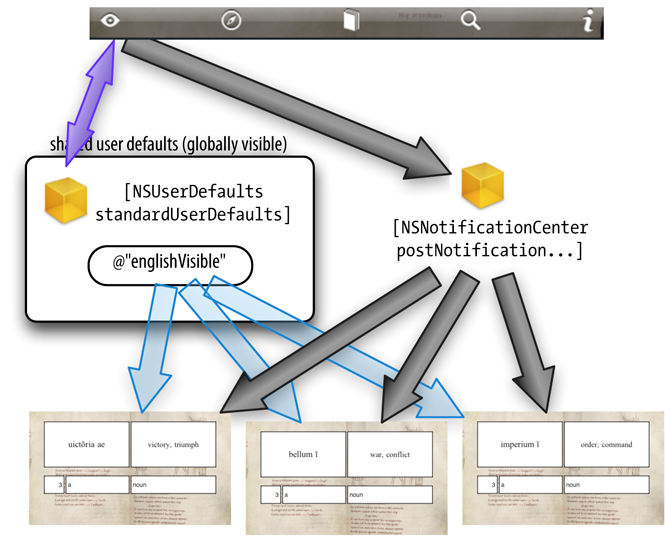 shared user defaults (globally visible)
[NSUserDefaults
standardUserDefaults]
@"englishVisible"
[NSNotificationCenter
postNotification...]
uictōria ae
victory, triumph
3 a noun
bellum ī
war, conflict
3 a noun
imperium ī
order, command
3 a noun